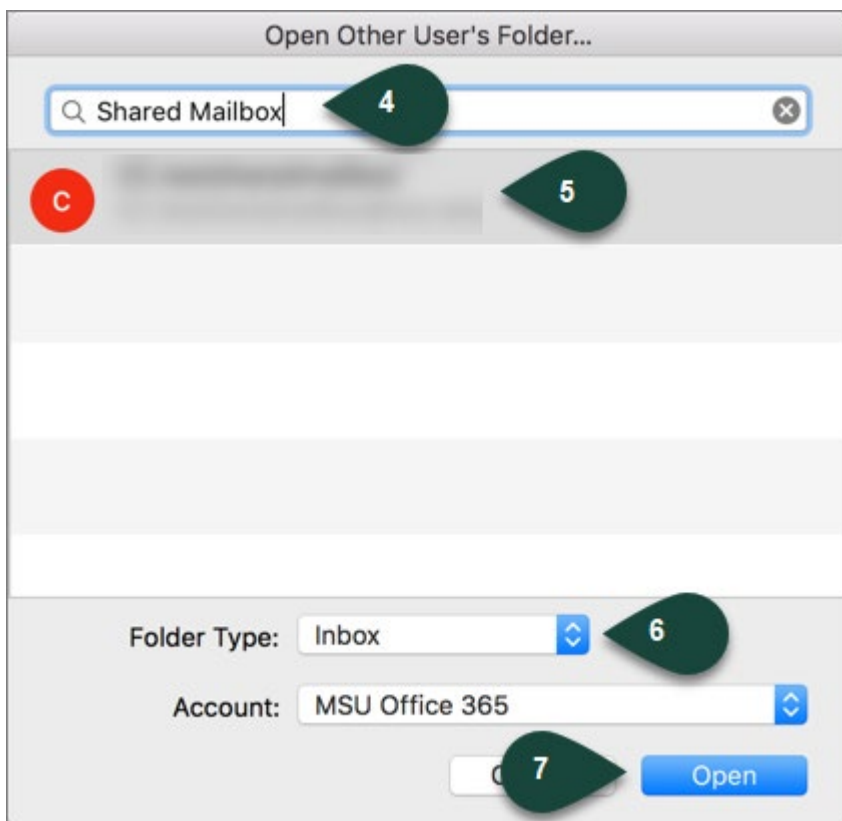 Open Other User's Folder...
Shared Mailbox
4
C
5
Folder Type: Inbox
6
Account: MSU Office 365
7
Open